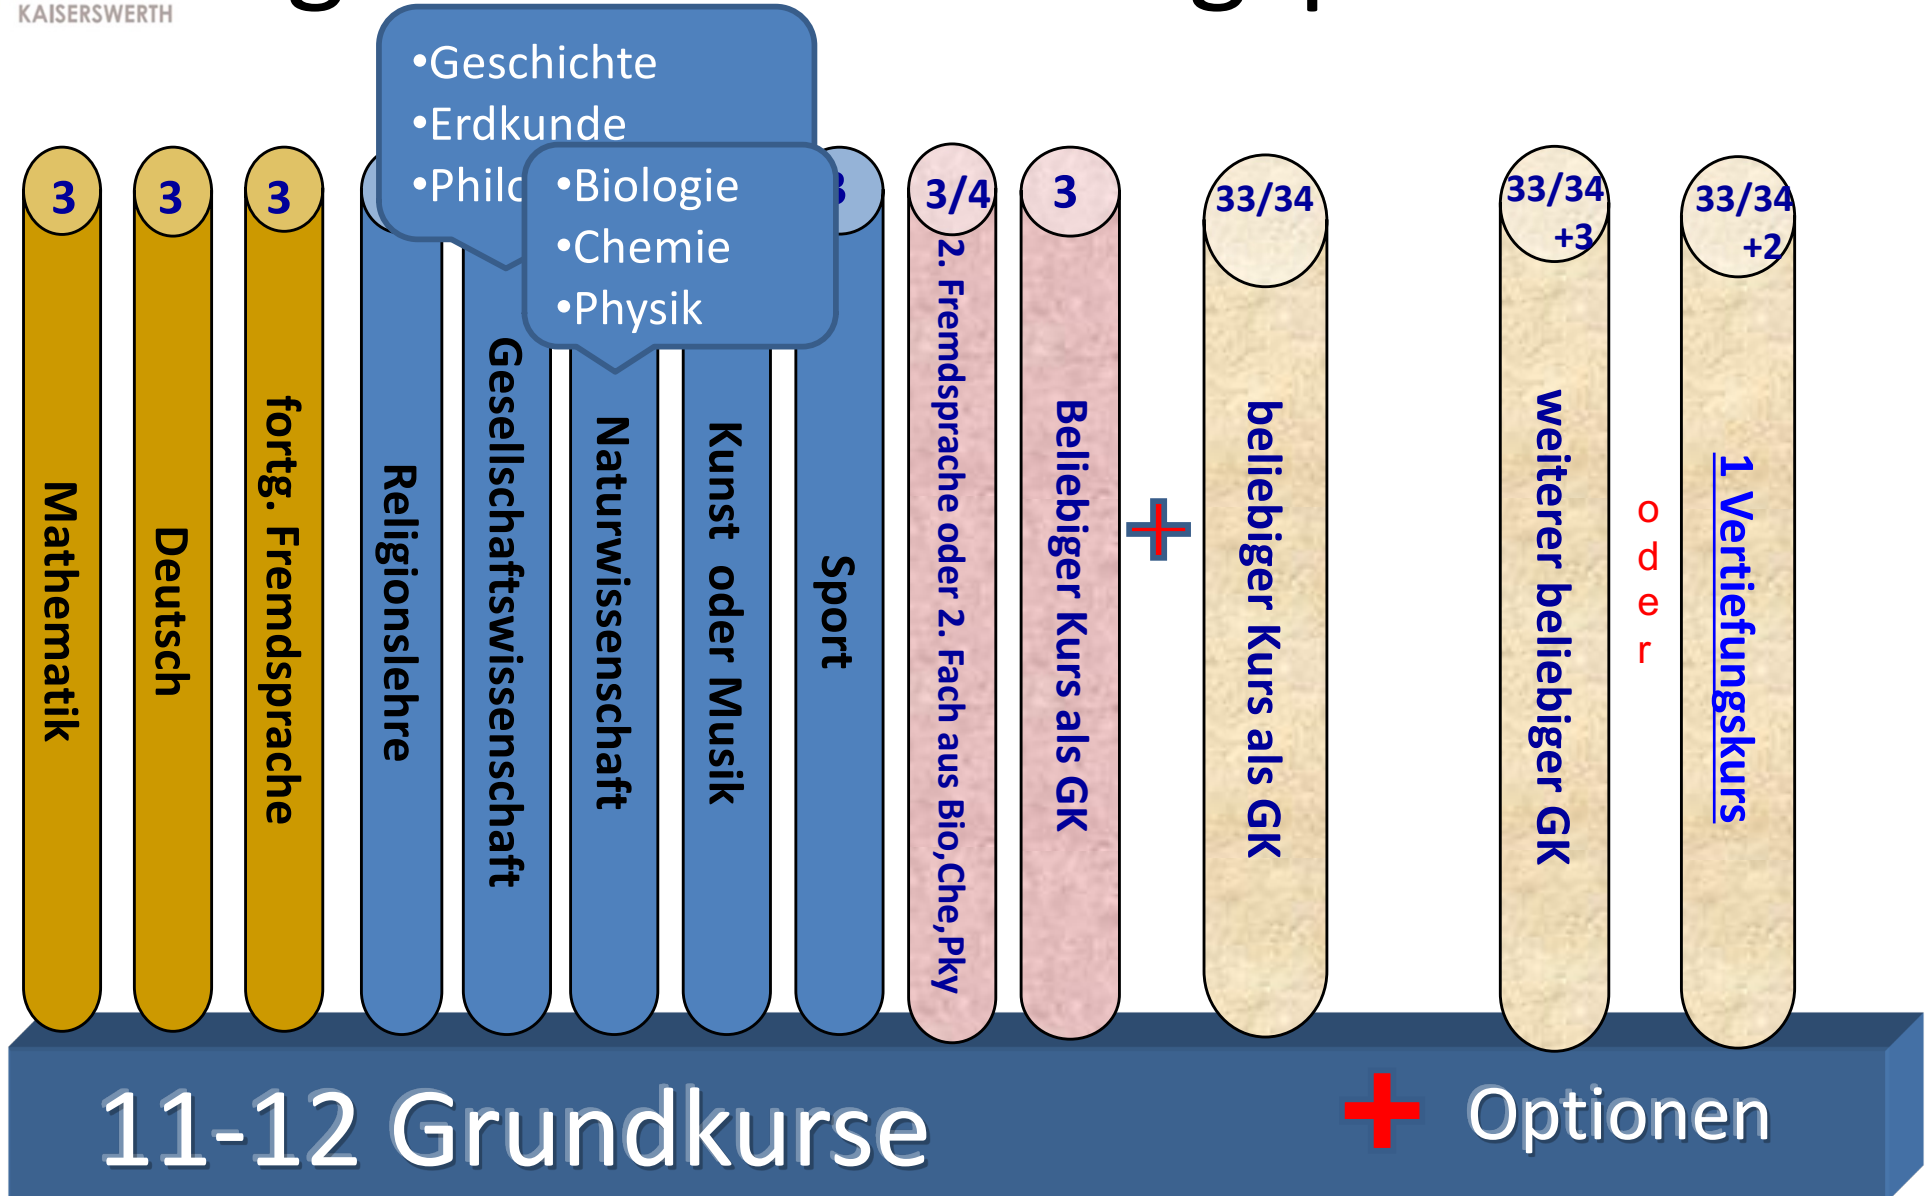 KAISERSWERTH
•Geschichte
•Erdkunde
•Biologie
•Chemie
•Physik
3
3
3
3/4
3
33/34
33/34
+3
33/34
+2
Mathematik
Deutsch
fortg. Fremdsprache
Religionslehre
Gesellschaftswissenschaft
Naturwissenschaft
Kunst oder Musik
Sport
2. Fremdsprache oder 2. Fach aus Bio,Che,Pky
Beliebiger Kurs als GK
beliebiger Kurs als GK
weiterer beliebiger GK
oder
1 Vertiefungskurs
11-12 Grundkurse
+ Optionen